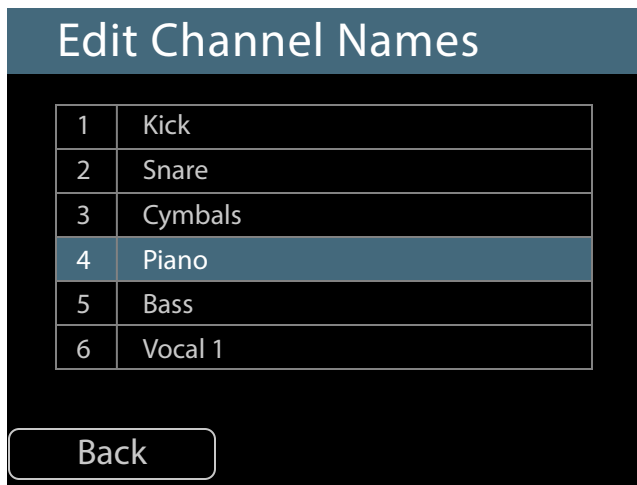 Edit Channel Names
1 Kick
2 Snare
3 Cymbals
4 Piano
5 Bass
6 Vocal 1
Back